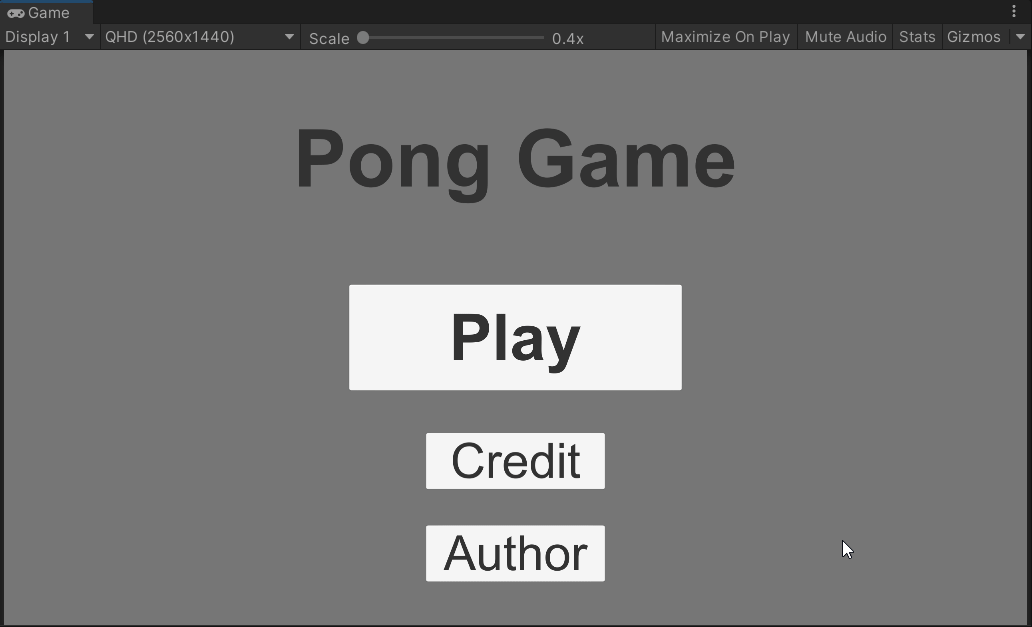 Game
Display 1 QHD (2560x1440) Scale 0.4x Maximize On Play Mute Audio Stats Gizmos
Pong Game
Play
Credit
Author